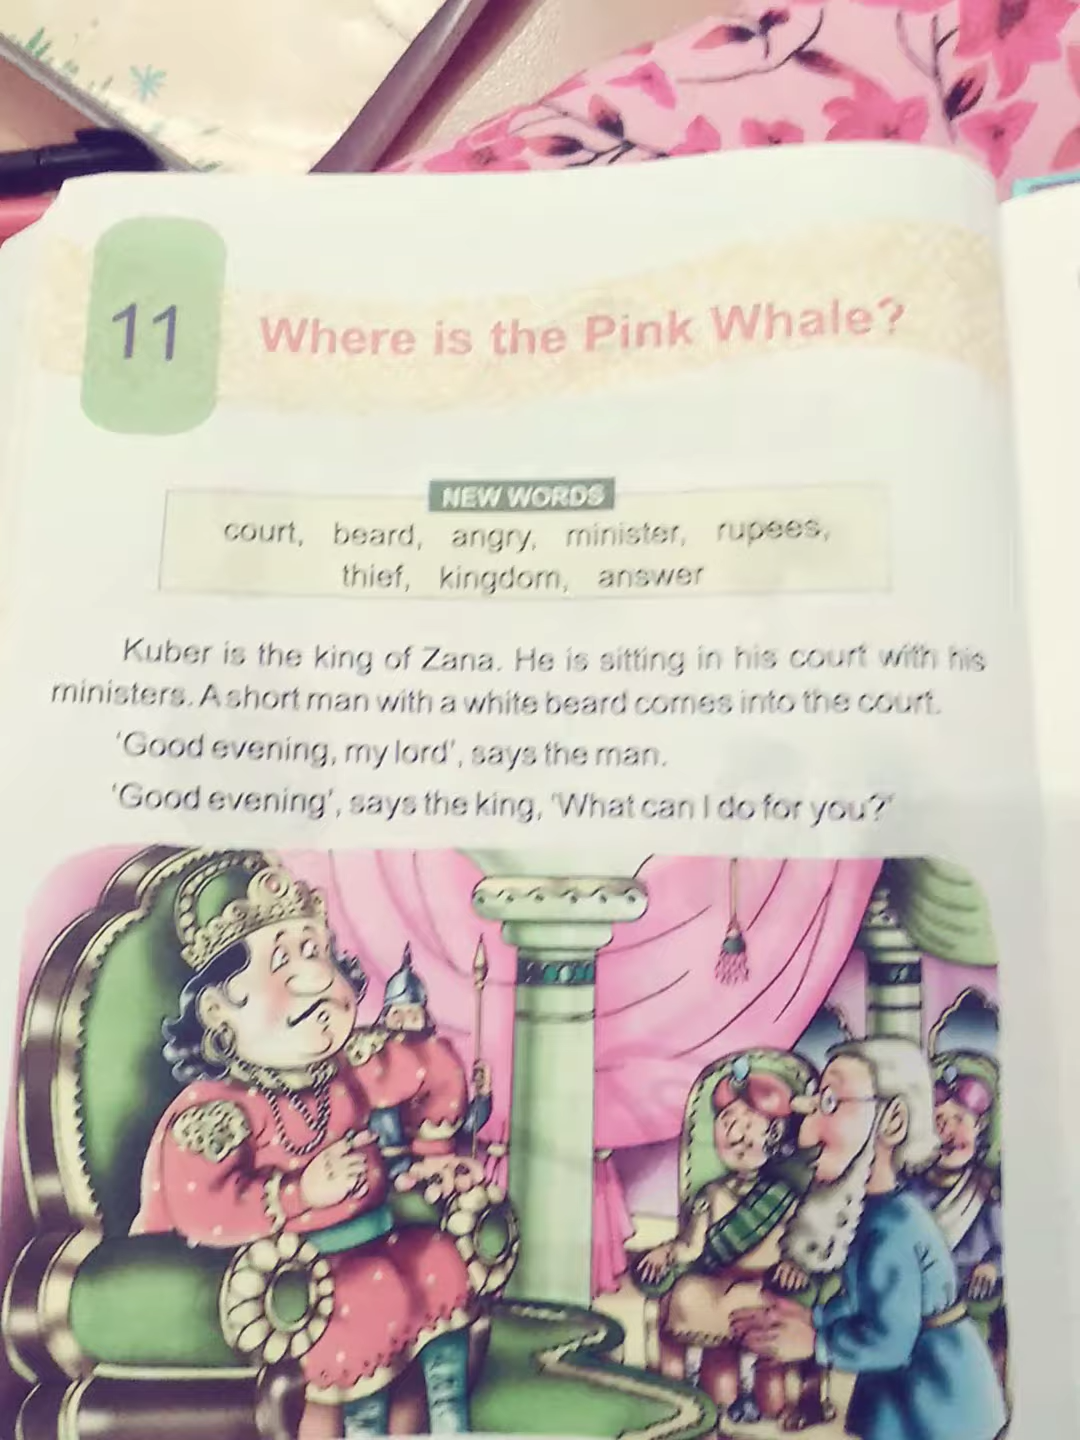 11
Where is the Pink Whale?
NEW WORDS
court, beard, angry, minister, rupees,
thief, kingdom, answer
Kuber is the king of Zana. He is sitting in his court with his
ministers. A short man with a white beard comes into the court.
'Good evening, my lord', says the man.
'Good evening', says the king, 'What can I do for you?'